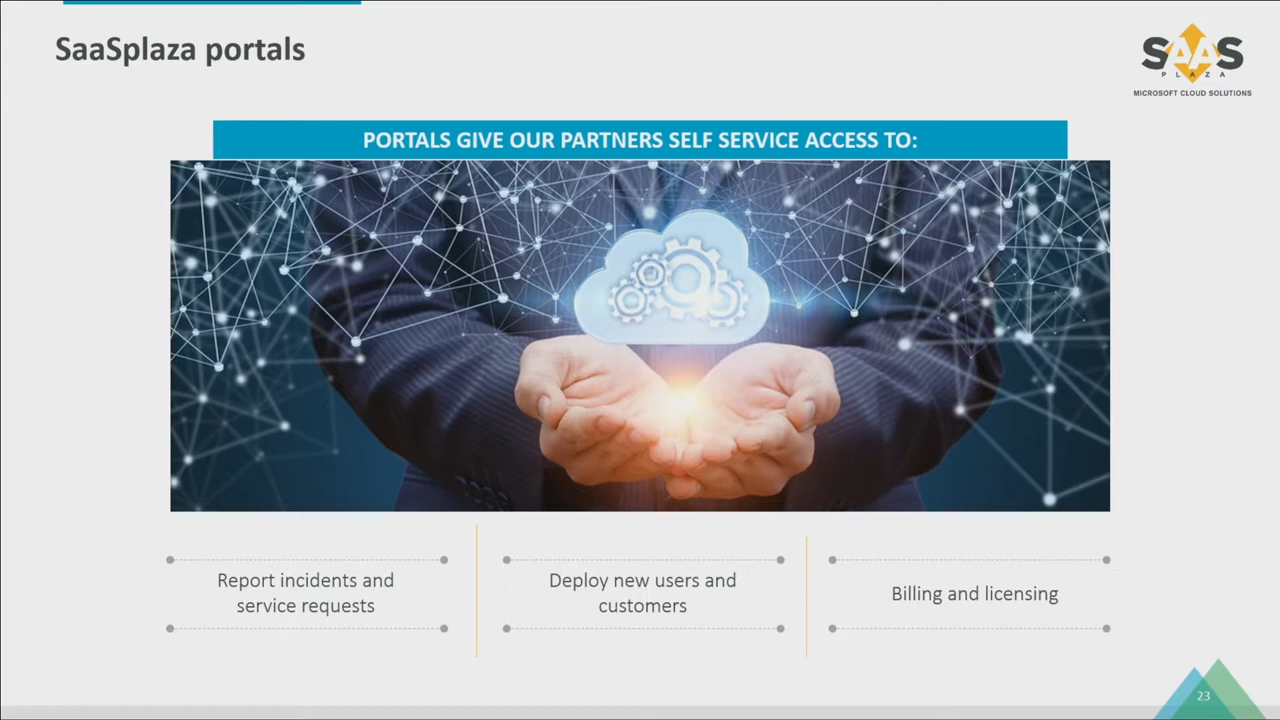 SaaSplaza portals
SAAS
PLAZA
MICROSOFT CLOUD SOLUTIONS
PORTALS GIVE OUR PARTNERS SELF SERVICE ACCESS TO:
Report incidents and
service requests
Deploy new users and
customers
Billing and licensing
23